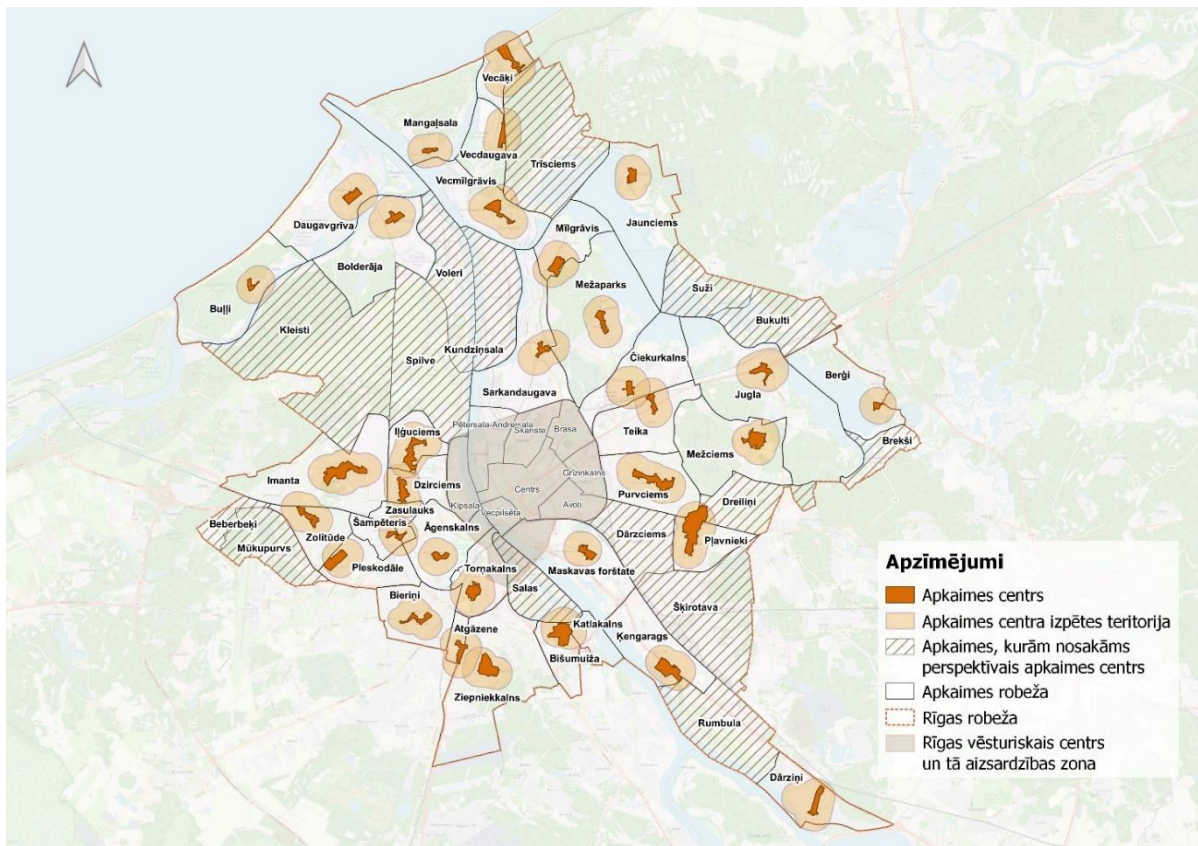 Vecāķi
Mangaļsala
Vecdaugava
Trīsciems
Vecmīlgrāvis
Jaunciems
Daugavgrīva
Mīlgrāvis
Bolderāja
Voleri
Mežaparks
Suži
Buļļi
Bukulti
Kleisti
Kundziņsala
Spilve
Čiekurkalns
Berģi
Sarkandaugava
Jugla
Pētersala-Andrejsala
Skanste
Brasa
Teika
Iļģuciems
Brekši
Mežciems
Grīziņkalns
Imanta
Dzirciems
Purvciems
Centrs
Dreiliņi
Zasulauks
Ķīpsala
Avoti
Beberbeķi
Šampēteris
Āgenskalns
Vecpilsēta
Zolitūde
Dārzciems
Pļavnieki
Mūkupurvs
Pleskodāle
Torņakalns
Maskavas forštate
Salas
Bieriņi
Šķirotava
Katlakalns
Atgāzene
Ķengarags
Bišumuiža
Ziepniekkalns
Rumbula
Dārziņi
Apzīmējumi
Apkaimes centrs
Apkaimes centra izpētes teritorija
Apkaimes, kurām nosakāms
perspektīvais apkaimes centrs
Apkaimes robeža
Rīgas robeža
Rīgas vēsturiskais centrs
un tā aizsardzības zona